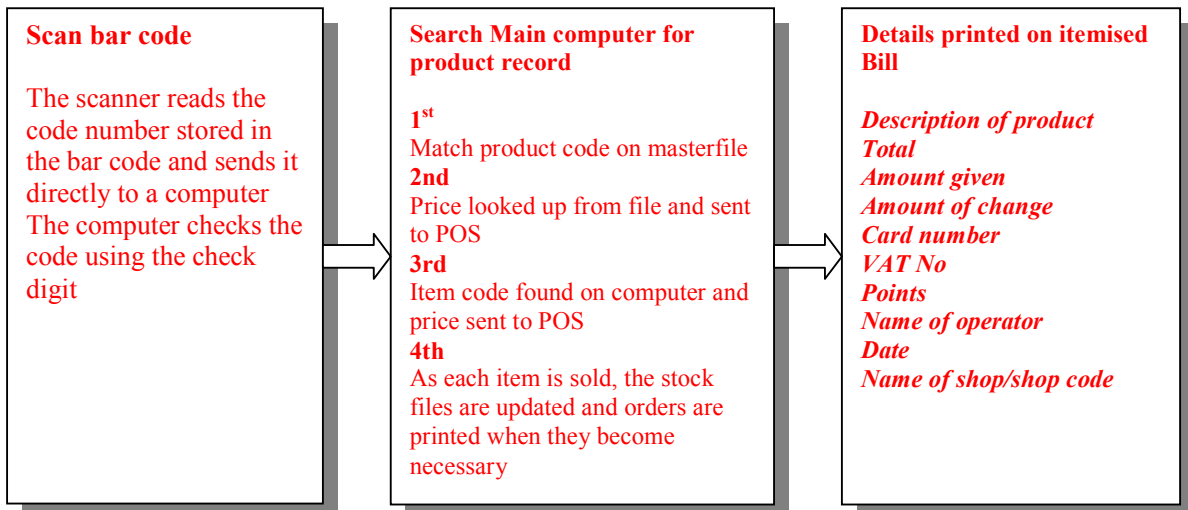 Scan bar code
The scanner reads the
code number stored in
the bar code and sends it
directly to a computer
The computer checks the
code using the check
digit
Search Main computer for
product record
1st
Match product code on masterfile
2nd
Price looked up from file and sent
to POS
3rd
Item code found on computer and
price sent to POS
4th
As each item is sold, the stock
files are updated and orders are
printed when they become
necessary
Details printed on itemised
Bill
Description of product
Total
Amount given
Amount of change
Card number
VAT No
Points
Name of operator
Date
Name of shop/shop code